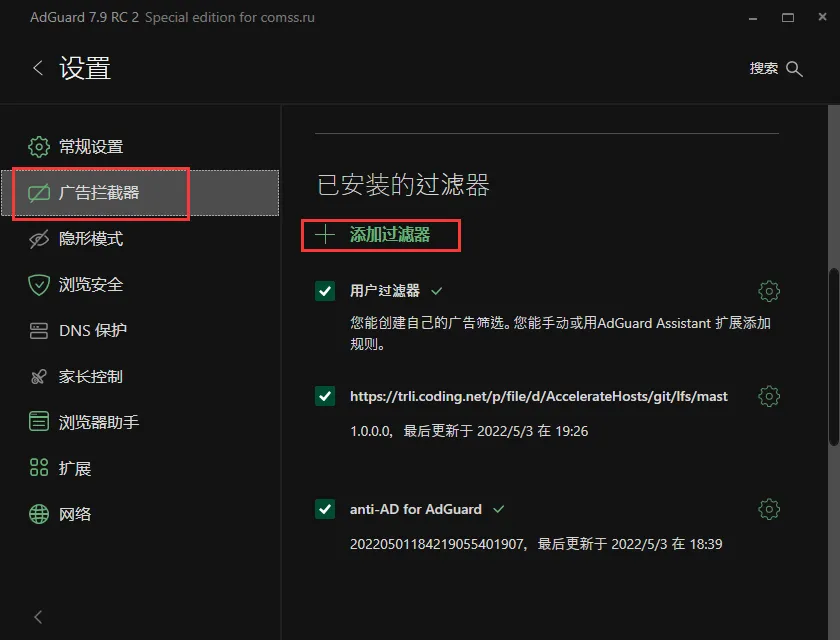 AdGuard 7.9 RC 2 Special edition for comss.ru
设置
搜索
常规设置
广告拦截器
隐形模式
浏览安全
DNS 保护
家长控制
浏览器助手
扩展
网络
已安装的过滤器
添加过滤器
用户过滤器
您能创建自己的广告筛选。您能手动或用AdGuard Assistant 扩展添加
规则。
https://trli.coding.net/p/file/d/AccelerateHosts/git/lfs/mast
1.0.0.0, 最后更新于 2022/5/3 在 19:26
anti-AD for AdGuard
20220501184219055401907, 最后更新于 2022/5/3 在 18:39